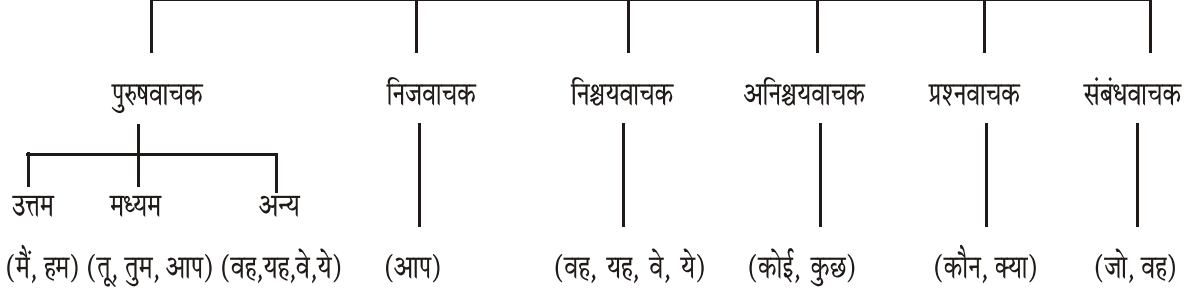 पुरुषवाचक निजवाचक निश्चयवाचक अनिश्चयवाचक प्रश्नवाचक संबंधवाचक
उत्तम मध्यम अन्य
(मैं, हम) (तू, तुम, आप) (वह,यह,वे,ये) (आप) (वह, यह, वे, ये) (कोई, कुछ) (कौन, क्या) (जो, वह)